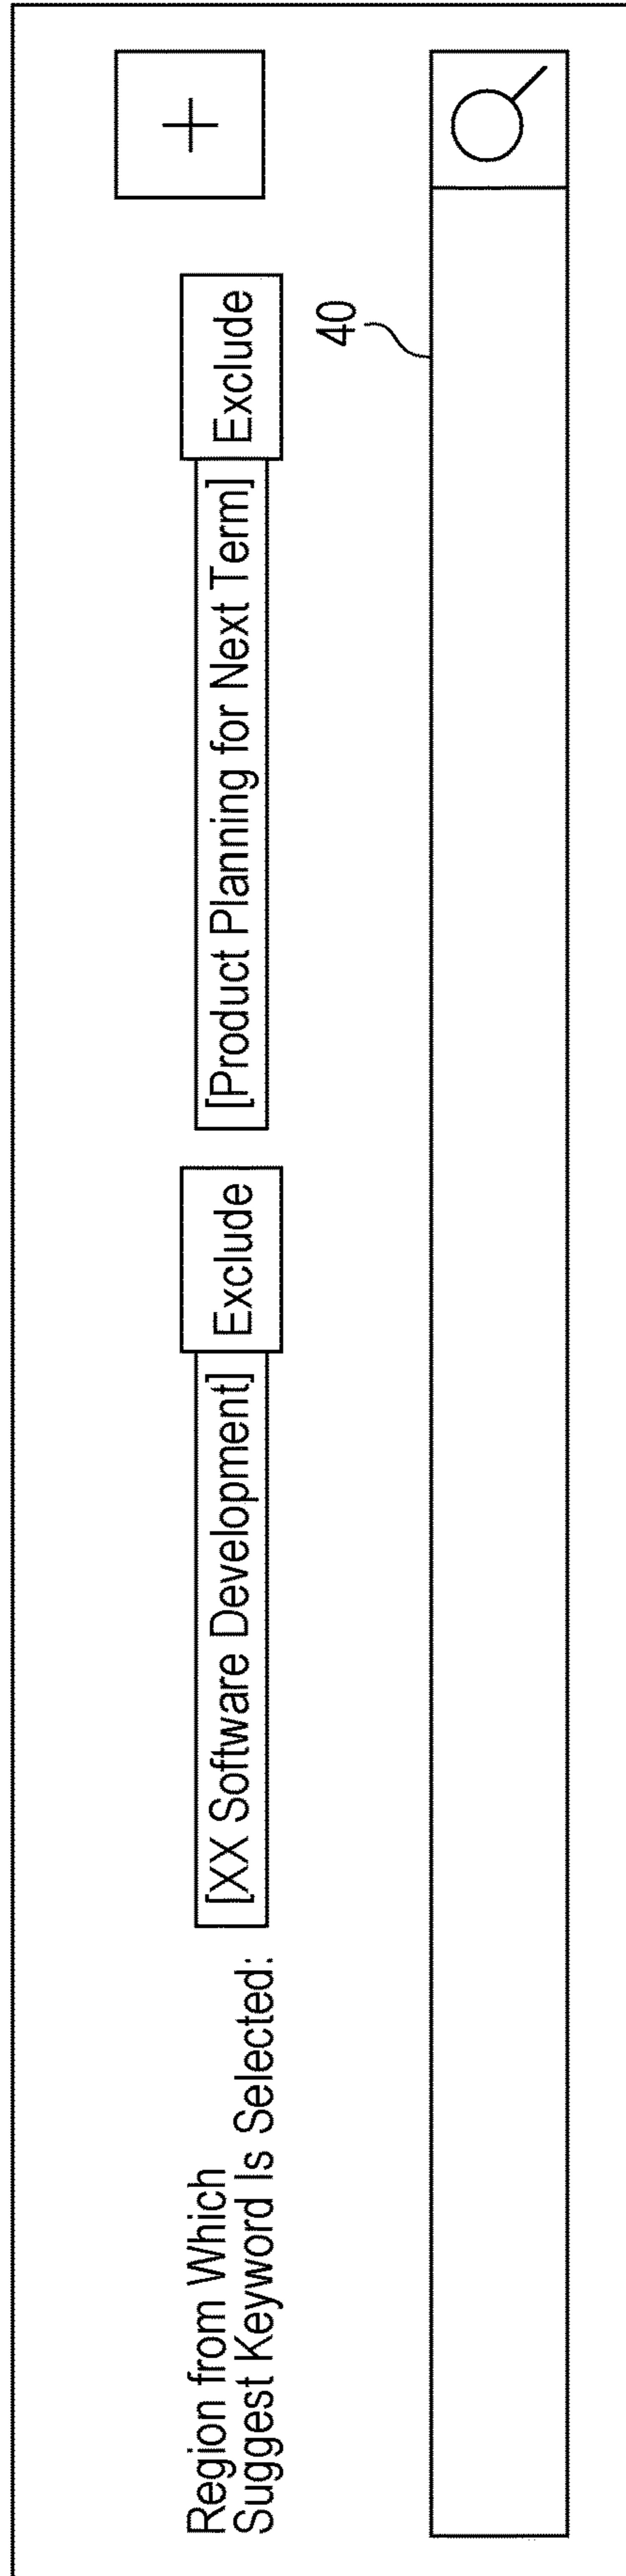 Region from Which
Suggest Keyword Is Selected:
[XX Software Development] Exclude [Product Planning for Next Term] Exclude +
40